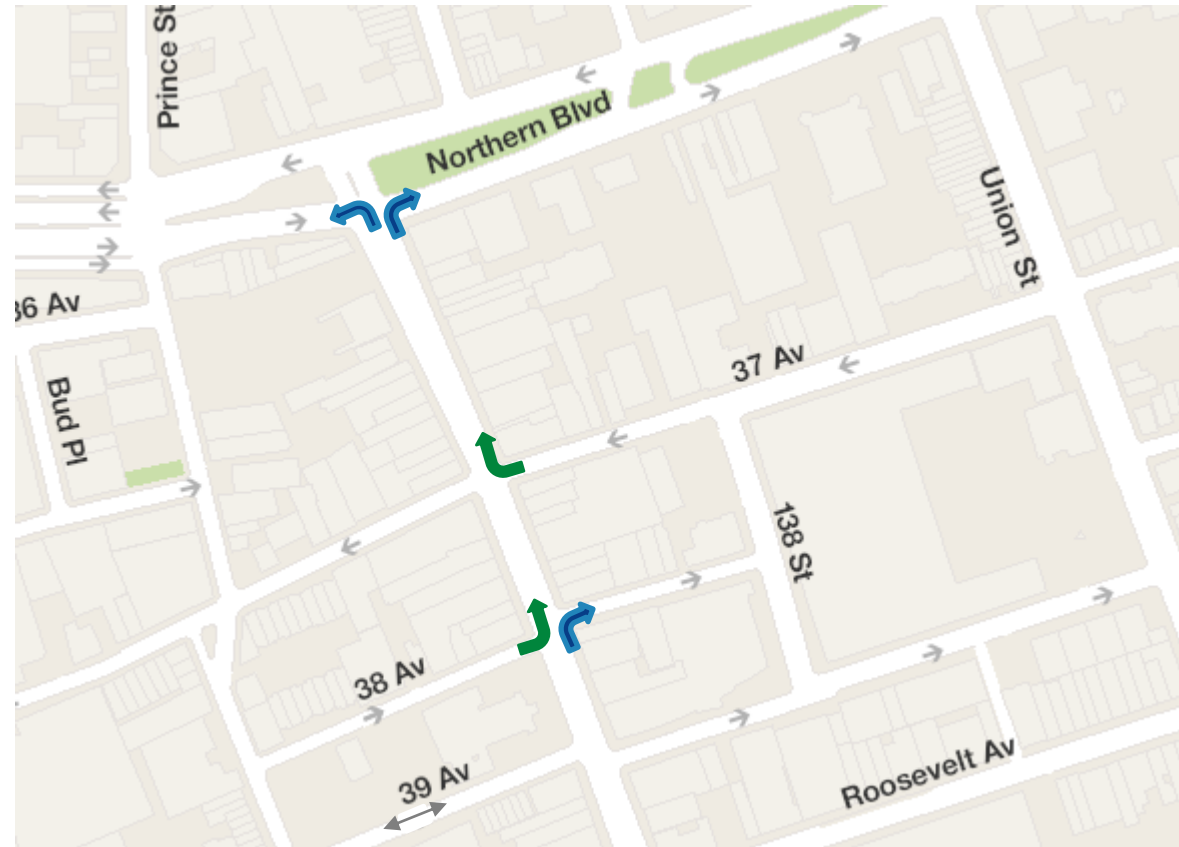 Prince St
Northern Blvd
Union St
36 Av
37 Av
Bud Pl
138 St
38 Av
39 Av
Roosevelt Av